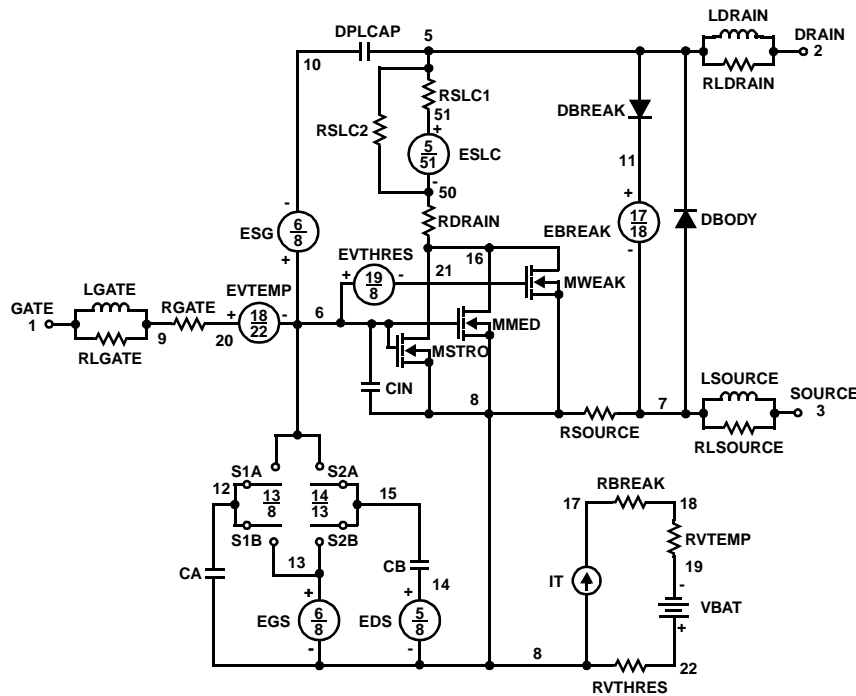 LDRAIN
DPLCAP 5 DRAIN
10 2
RLDRAIN
RSLC1
51
DBREAK
RSLC2
+
5
51
ESLC
11
-
50
-
+
17
18
RDRAIN
6
8
EBREAK
DBODY
ESG
EVTHRES
+
16
-
+ 19 - 21
8
MWEAK
LGATE EVTEMP
GATE RGATE
1
+ 18 - 6
22
MMED
9 20
RLGATE
MSTRO
LSOURCE
CIN
8 7 SOURCE
3
RSOURCE
RLSOURCE
S1A S2A
12 13
8
14
13
15
RBREAK
17 18
S1B S2B
RVTEMP
13
CB
19
CA
14
IT
-
+ +
VBAT
EGS 6
8
EDS 5
8
+
- -
8
22
RVTHRES